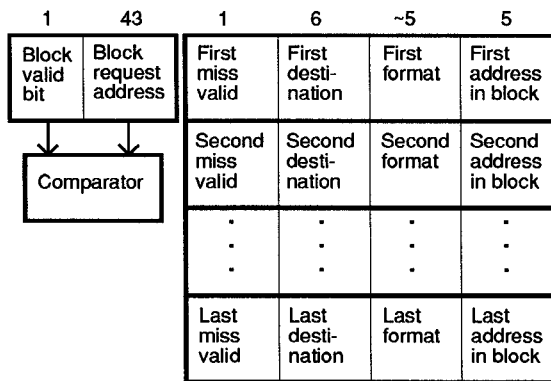 1 43 1 6 ~5 5
Block valid bit
Block request address
First miss valid
First desti- nation
First format
First address in block
Comparator
Second miss valid
Second desti- nation
Second format
Second address in block
. . . .
. . . .
. . . .
Last miss valid
Last desti- nation
Last format
Last address in block